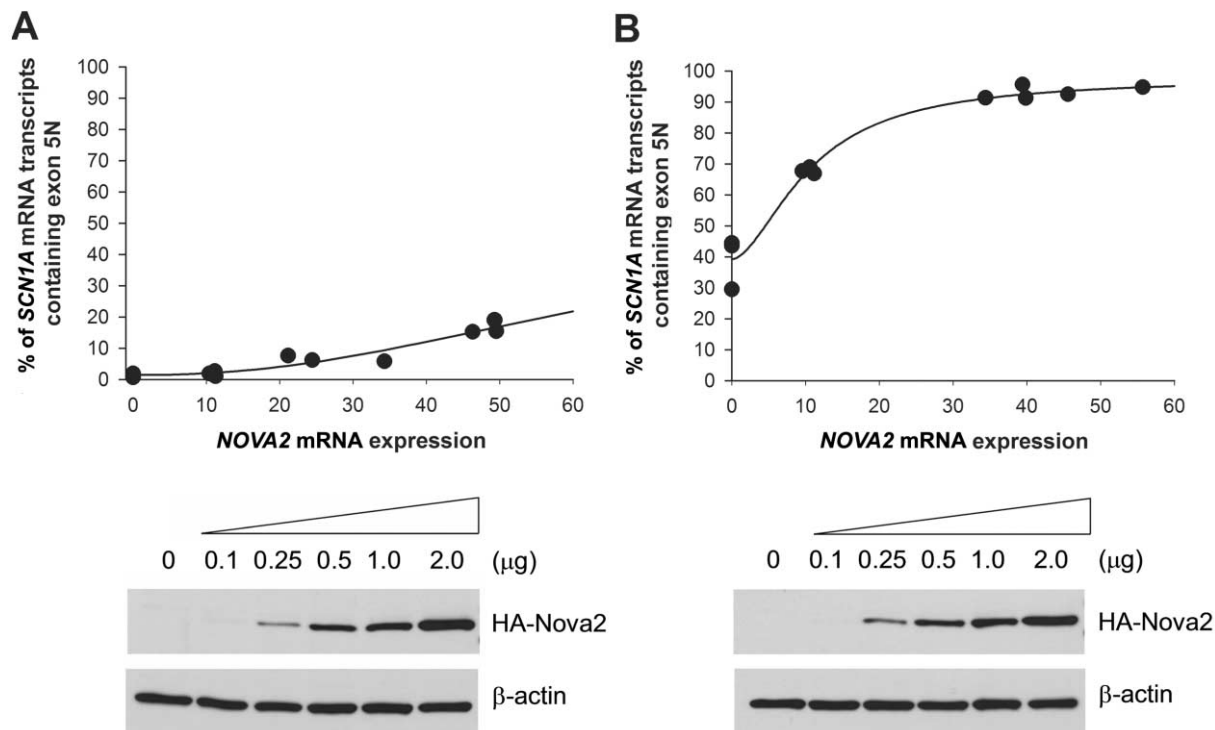 A
% of SCN1A mRNA transcripts
containing exon 5N
100
90
80
70
60
50
40
30
20
10
0
0 10 20 30 40 50 60
NOVA2 mRNA expression
0 0.1 0.25 0.5 1.0 2.0 (μg)
HA-Nova2
β-actin
B
% of SCN1A mRNA transcripts
containing exon 5N
100
90
80
70
60
50
40
30
20
10
0
0 10 20 30 40 50 60
NOVA2 mRNA expression
0 0.1 0.25 0.5 1.0 2.0 (μg)
HA-Nova2
β-actin